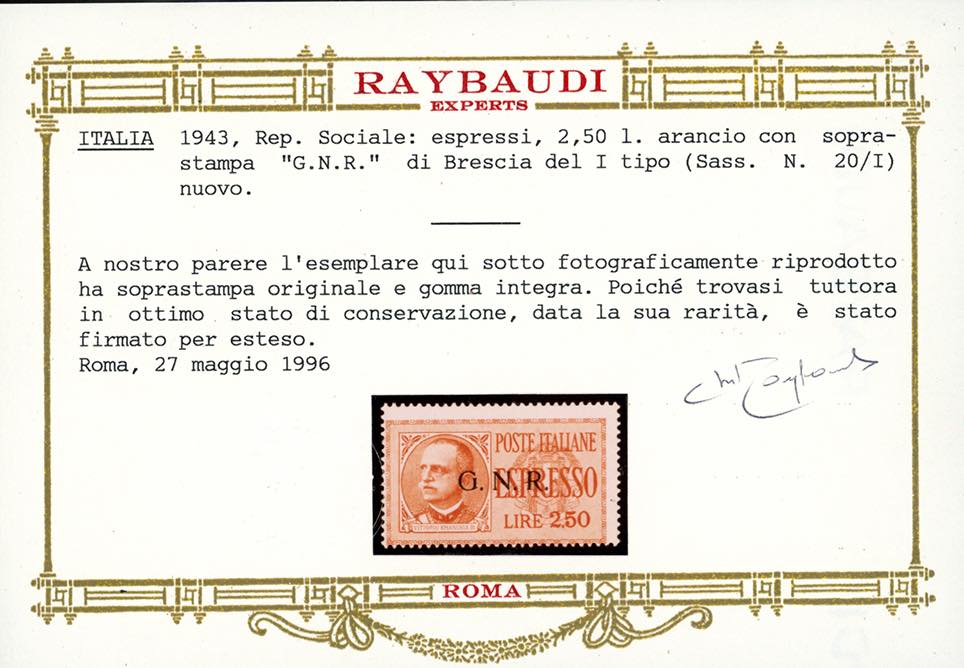 RAYBAUDI
EXPERTS
ITALIA 1943, Rep. Sociale: espressi, 2,50 l. arancio con sopra-
stampa "G.N.R." di Brescia del I tipo (Sass. N. 20/I)
nuovo.
A nostro parere l'esemplare qui sotto fotograficamente riprodotto
ha soprastampa originale e gomma integra. Poiché trovasi tuttora
in ottimo stato di conservazione, data la sua rarità, è stato
firmato per esteso.
Roma, 27 maggio 1996
POSTE ITALIANE
G. N. R.
ESPRESSO
LIRE 2,50
ROMA